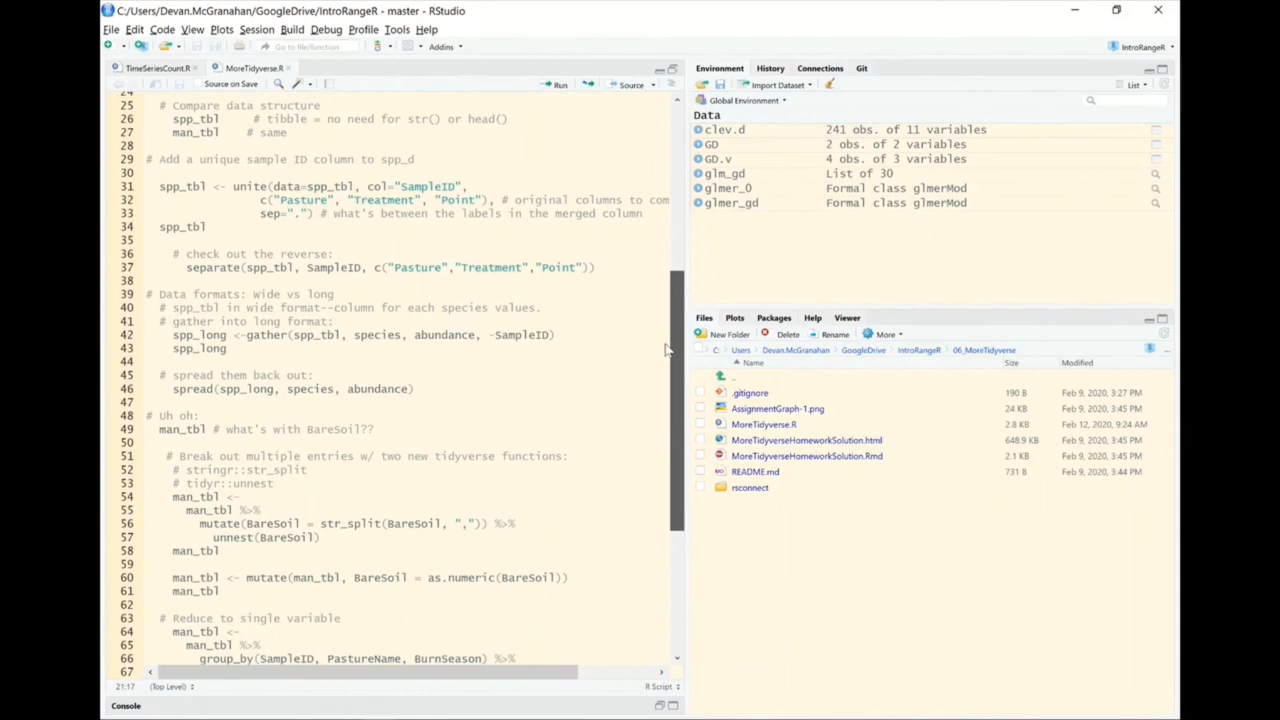 C:/Users/Devan.McGranahan/GoogleDrive/IntroRangeR - master - RStudio
File Edit Code View Plots Session Build Debug Profile Tools Help
Go to file/function Addins IntroRangeR
TimeSeriesCount.R MoreTidyverse.R
Source on Save Run Source
25 # Compare data structure
26 spp_tbl # tibble = no need for str() or head()
27 man_tbl # same
28
29 # Add a unique sample ID column to spp_d
30
31 spp_tbl <- unite(data=spp_tbl, col="SampleID",
32 c("Pasture", "Treatment", "Point"), # original columns to com
33 sep=".") # what's between the labels in the merged column
34 spp_tbl
35
36 # check out the reverse:
37 separate(spp_tbl, SampleID, c("Pasture","Treatment","Point"))
38
39 # Data formats: Wide vs long
40 # spp_tbl in wide format--column for each species values.
41 # gather into long format:
42 spp_long <-gather(spp_tbl, species, abundance, -SampleID)
43 spp_long
44
45 # spread them back out:
46 spread(spp_long, species, abundance)
47
48 # Uh oh:
49 man_tbl # what's with BareSoil??
50
51 # Break out multiple entries w/ two new tidyverse functions:
52 # stringr::str_split
53 # tidyr::unnest
54 man_tbl <-
55 man_tbl %>%
56 mutate(BareSoil = str_split(BareSoil, ",")) %>%
57 unnest(BareSoil)
58 man_tbl
59
60 man_tbl <- mutate(man_tbl, BareSoil = as.numeric(BareSoil))
61 man_tbl
62
63 # Reduce to single variable
64 man_tbl <-
65 man_tbl %>%
66 group_by(SampleID, PastureName, BurnSeason) %>%
67
21:17 (Top Level) R Script
Console
Environment History Connections Git
Import Dataset List
Global Environment
Data
clev.d 241 obs. of 11 variables
GD 2 obs. of 2 variables
GD.v 4 obs. of 3 variables
glm_gd List of 30
glmer_0 Formal class glmerMod
glmer_gd Formal class glmerMod
Files Plots Packages Help Viewer
New Folder Delete Rename More
C: Users Devan.McGranahan GoogleDrive IntroRangeR 06_MoreTidyverse
Name Size Modified
..
.gitignore 190 B Feb 9, 2020, 3:27 PM
AssignmentGraph-1.png 24 KB Feb 9, 2020, 3:45 PM
MoreTidyverse.R 2.8 KB Feb 12, 2020, 9:24 AM
MoreTidyverseHomeworkSolution.html 648.9 KB Feb 9, 2020, 3:45 PM
MoreTidyverseHomeworkSolution.Rmd 2.1 KB Feb 9, 2020, 3:45 PM
README.md 731 B Feb 9, 2020, 3:44 PM
rsconnect